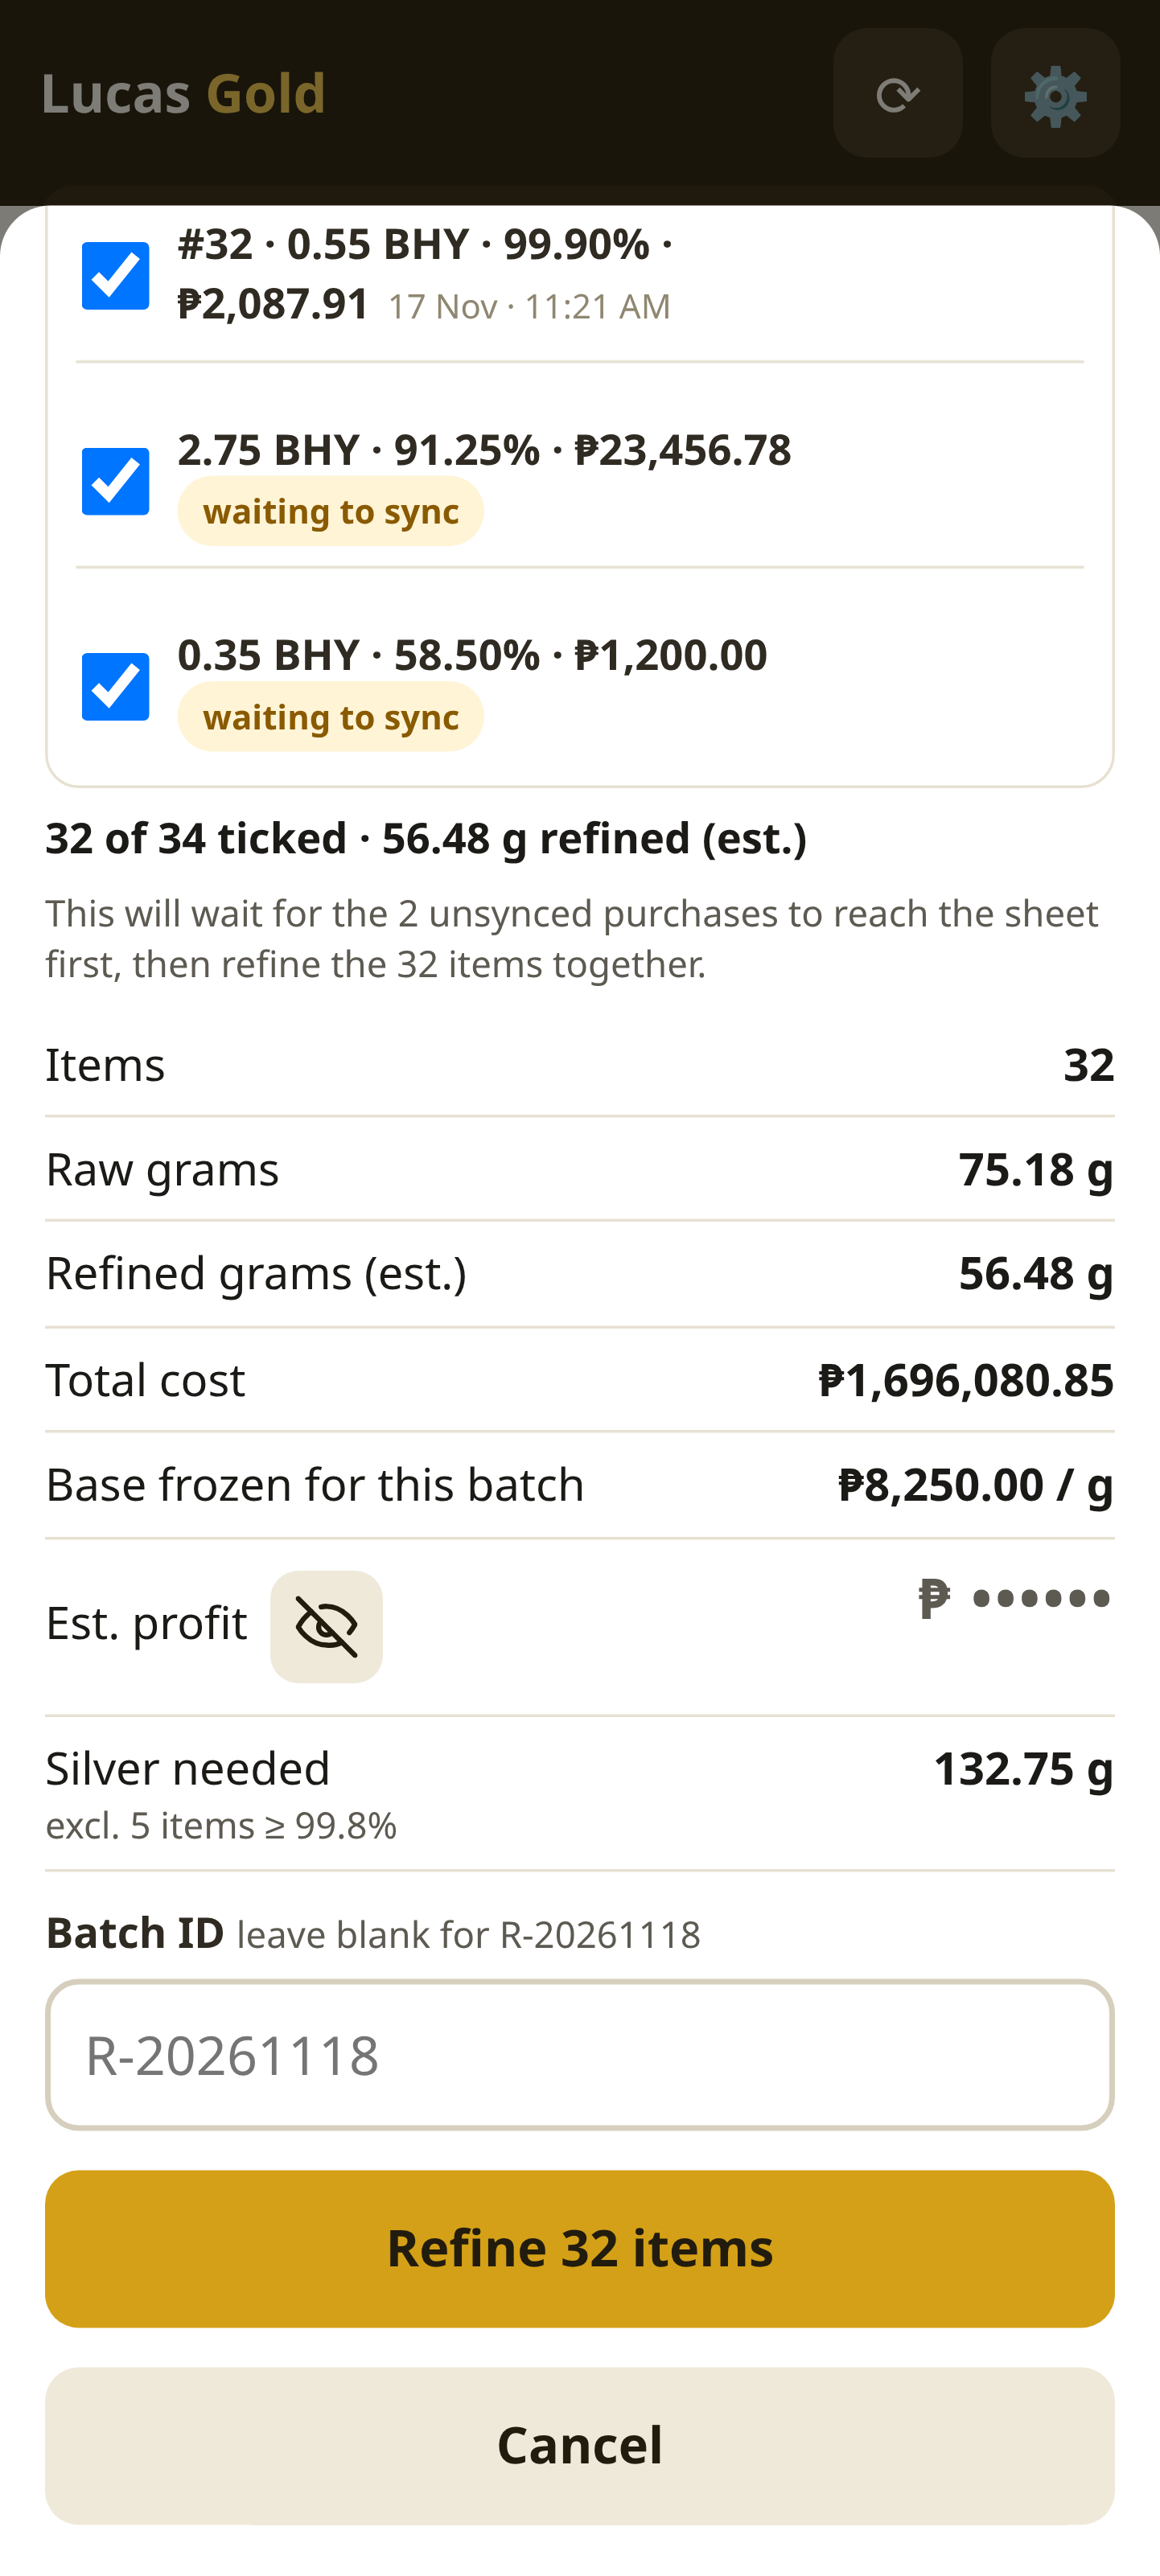 Lucas Gold
#32 · 0.55 BHY · 99.90% ·
₱2,087.91 17 Nov · 11:21 AM
2.75 BHY · 91.25% · ₱23,456.78
waiting to sync
0.35 BHY · 58.50% · ₱1,200.00
waiting to sync
32 of 34 ticked · 56.48 g refined (est.)
This will wait for the 2 unsynced purchases to reach the sheet
first, then refine the 32 items together.
Items 32
Raw grams 75.18 g
Refined grams (est.) 56.48 g
Total cost ₱1,696,080.85
Base frozen for this batch ₱8,250.00 / g
Est. profit ₱ ••••••
Silver needed 132.75 g
excl. 5 items ≥ 99.8%
Batch ID leave blank for R-20261118
R-20261118
Refine 32 items
Cancel